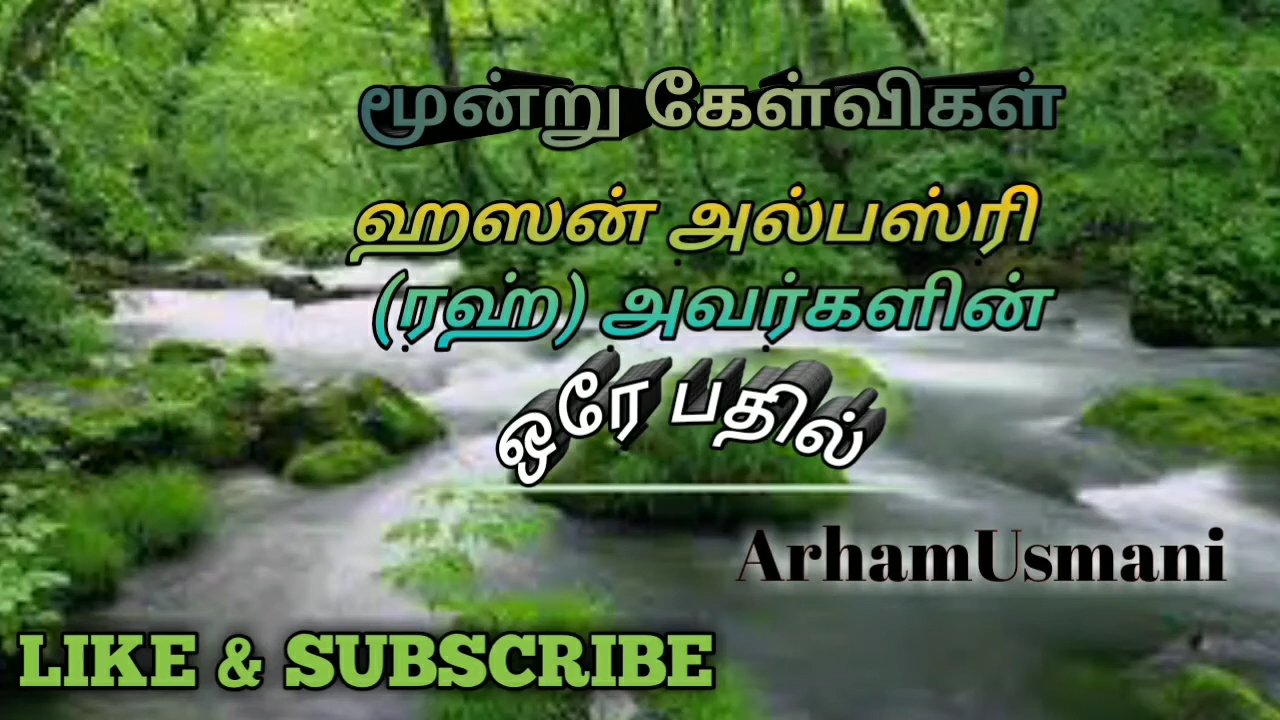 மூன்று கேள்விகள்
ஹஸன் அல்பஸ்ரி
(ரஹ்) அவர்களின்
ஒரே பதில்
ArhamUsmani
LIKE & SUBSCRIBE